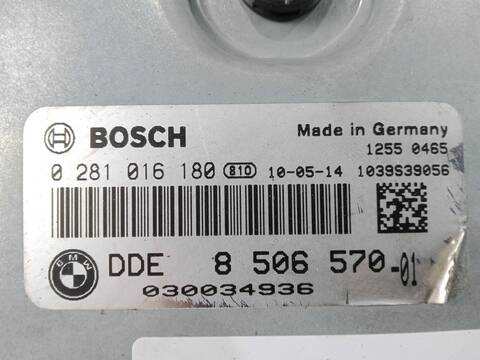 BOSCH
Made in Germany
1255 0465
0 281 016 180 810 10-05-14 1039S39056
BMW
DDE 8 506 570-01
030034936